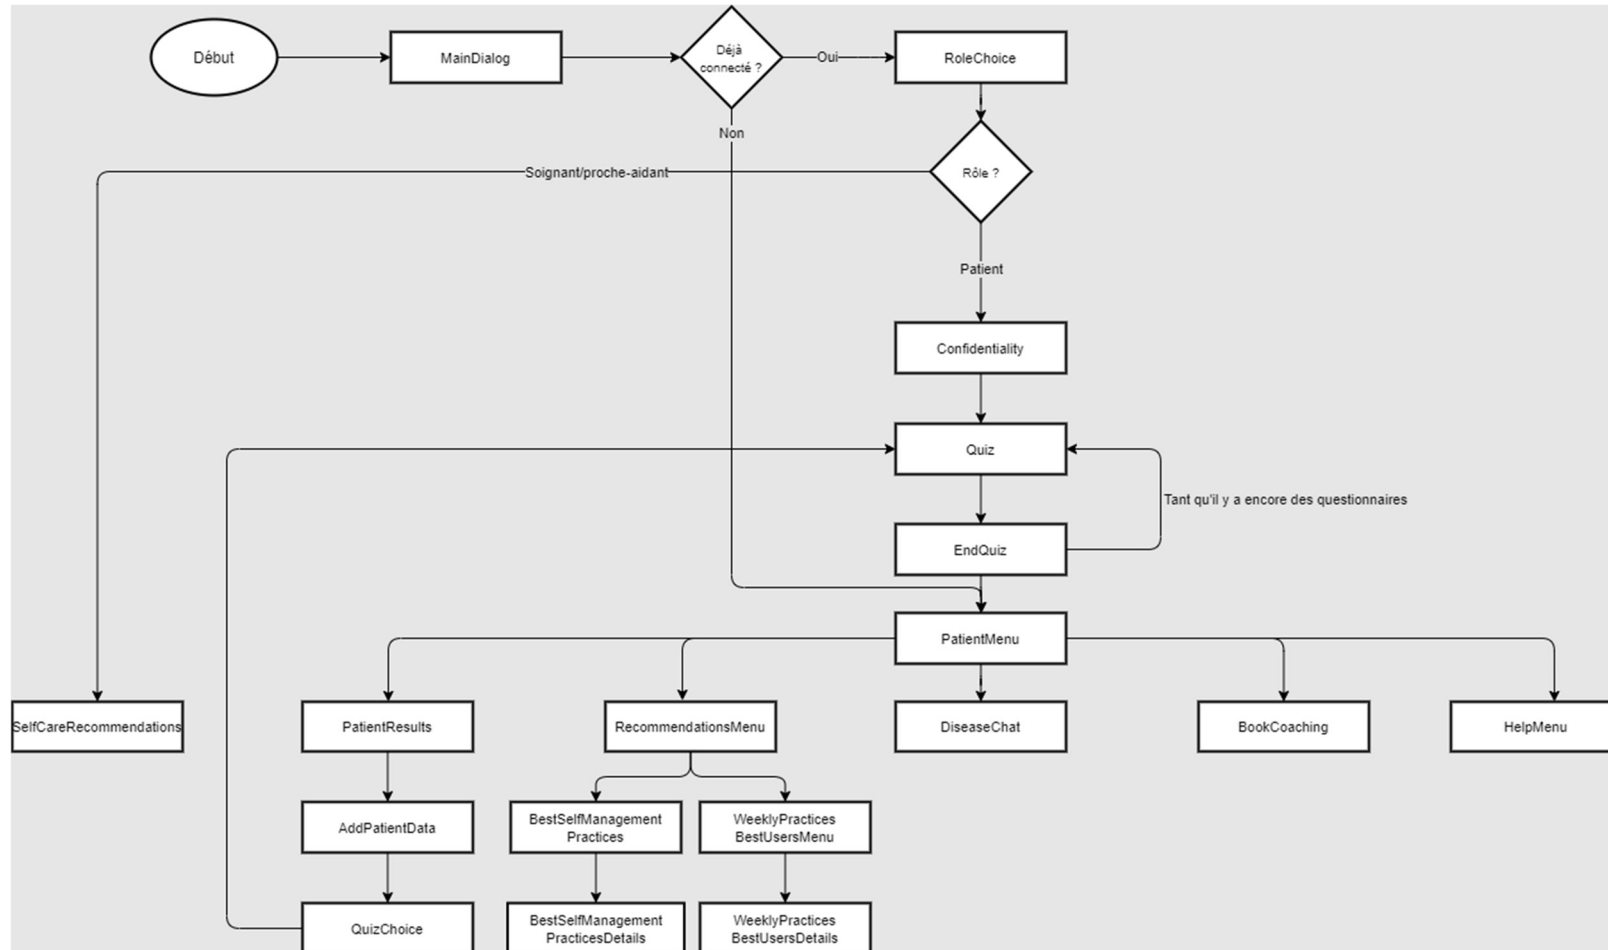 Début
MainDialog
Déjà
connecté ?
Oui
RoleChoice
Non
Soignant/proche-aidant
Rôle ?
Patient
Confidentiality
Quiz
Tant qu'il y a encore des questionnaires
EndQuiz
PatientMenu
SelfCareRecommendations
PatientResults
RecommendationsMenu
DiseaseChat
BookCoaching
HelpMenu
AddPatientData
BestSelfManagement
Practices
WeeklyPractices
BestUsersMenu
QuizChoice
BestSelfManagement
PracticesDetails
WeeklyPractices
BestUsersDetails